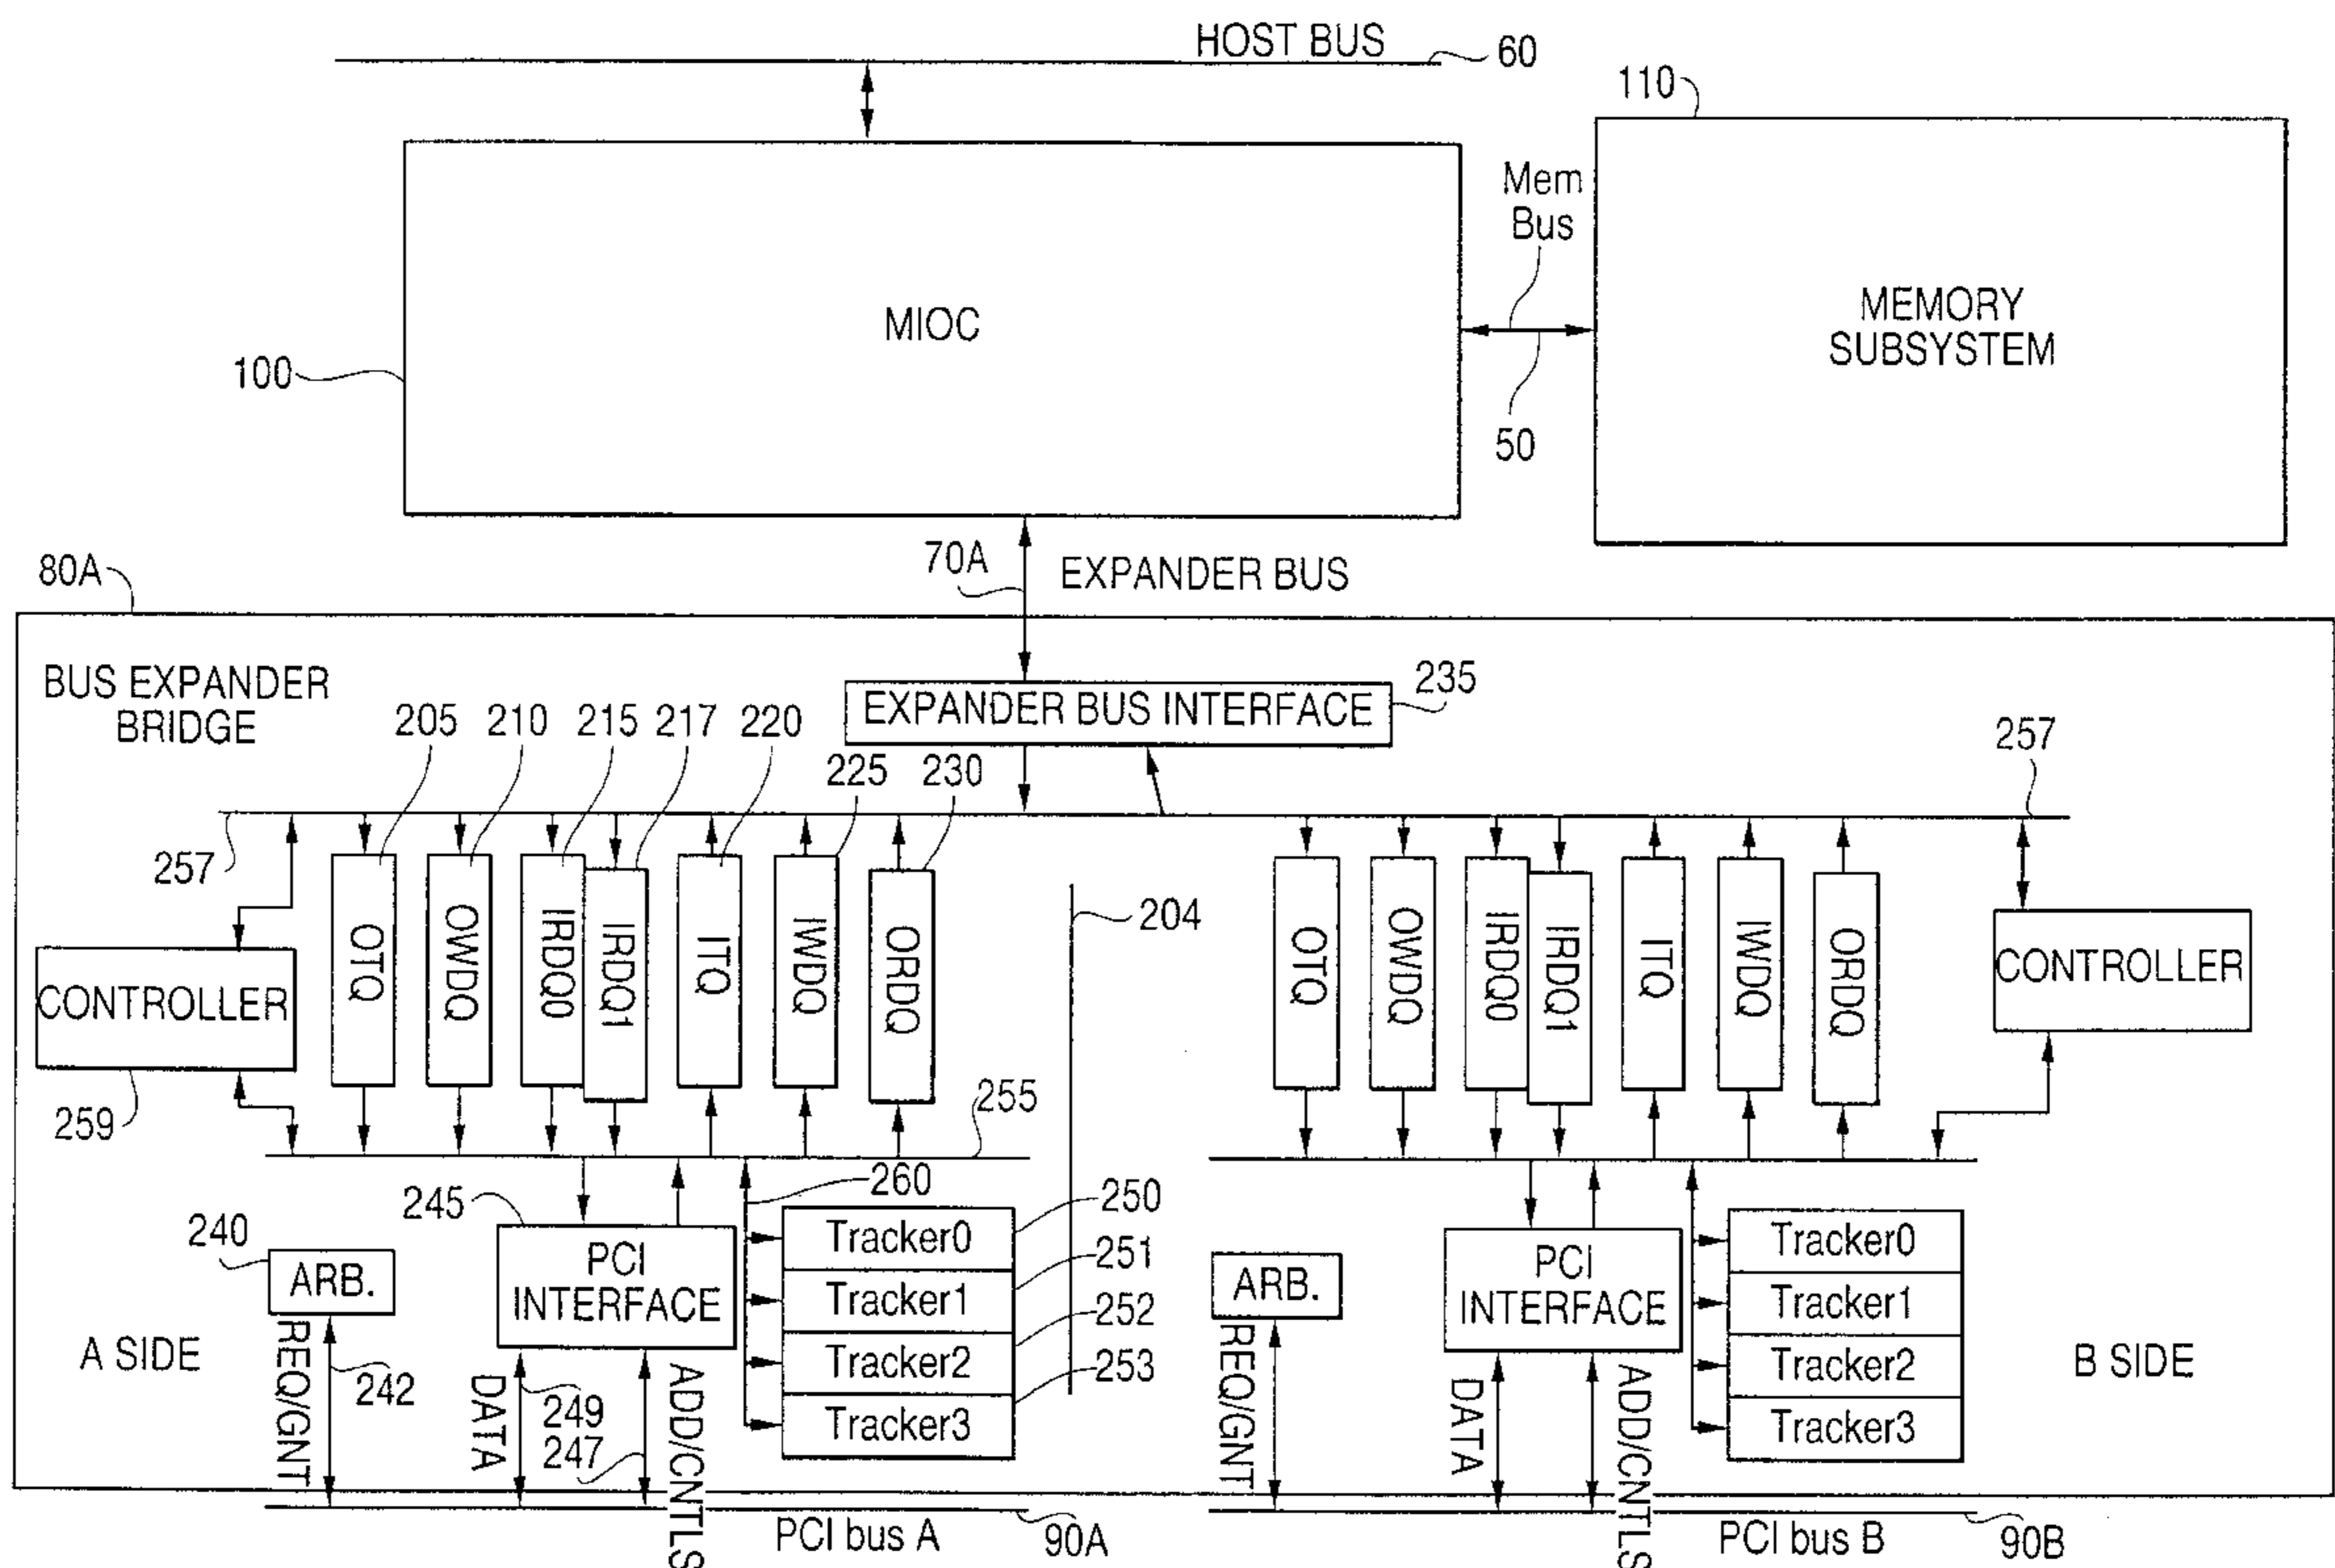 HOST BUS
60
110
MIOC
100
Mem
Bus
50
MEMORY
SUBSYSTEM
70A
EXPANDER BUS
80A
BUS EXPANDER
BRIDGE
EXPANDER BUS INTERFACE
235
205
210
215
217
220
225
230
257
257
OTQ
OWDQ
IRDQ0
IRDQ1
ITQ
IWDQ
ORDQ
204
OTQ
OWDQ
IRDQ0
IRDQ1
ITQ
IWDQ
ORDQ
CONTROLLER
CONTROLLER
259
255
260
245
240
ARB.
PCI
INTERFACE
Tracker0
Tracker1
Tracker2
Tracker3
250
251
252
253
ARB.
PCI
INTERFACE
Tracker0
Tracker1
Tracker2
Tracker3
A SIDE
REQ/GNT
242
DATA
249
247
ADD/CNTLS
REQ/GNT
DATA
ADD/CNTLS
B SIDE
PCI bus A
90A
PCI bus B
90B